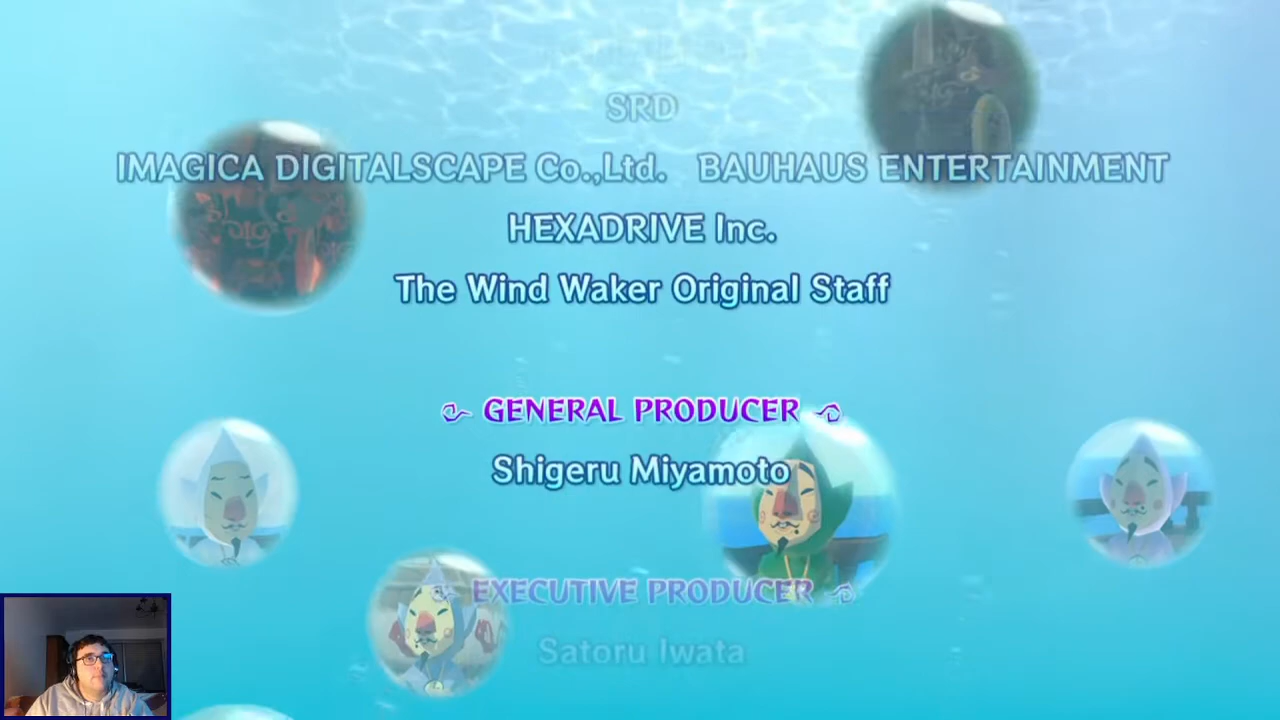 SRD
IMAGICA DIGITALSCAPE Co.,Ltd. BAUHAUS ENTERTAINMENT
HEXADRIVE Inc.
The Wind Waker Original Staff
GENERAL PRODUCER
Shigeru Miyamoto
EXECUTIVE PRODUCER
Satoru Iwata